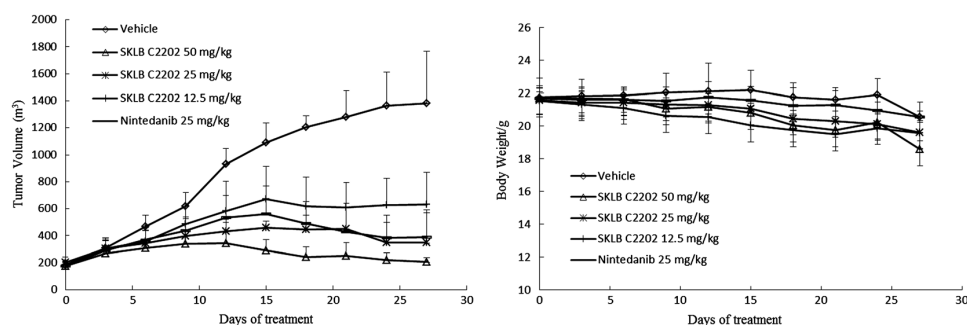 2000
1800
1600
1400
1200
1000
800
600
400
200
0
Tumor Volume (m³)
Vehicle
SKLB C2202 50 mg/kg
SKLB C2202 25 mg/kg
SKLB C2202 12.5 mg/kg
Nintedanib 25 mg/kg
0 5 10 15 20 25 30
Days of treatment
26
24
22
20
18
16
14
12
10
Body Weight/g
Vehicle
SKLB C2202 50 mg/kg
SKLB C2202 25 mg/kg
SKLB C2202 12.5 mg/kg
Nintedanib 25 mg/kg
0 5 10 15 20 25 30
Days of treatment